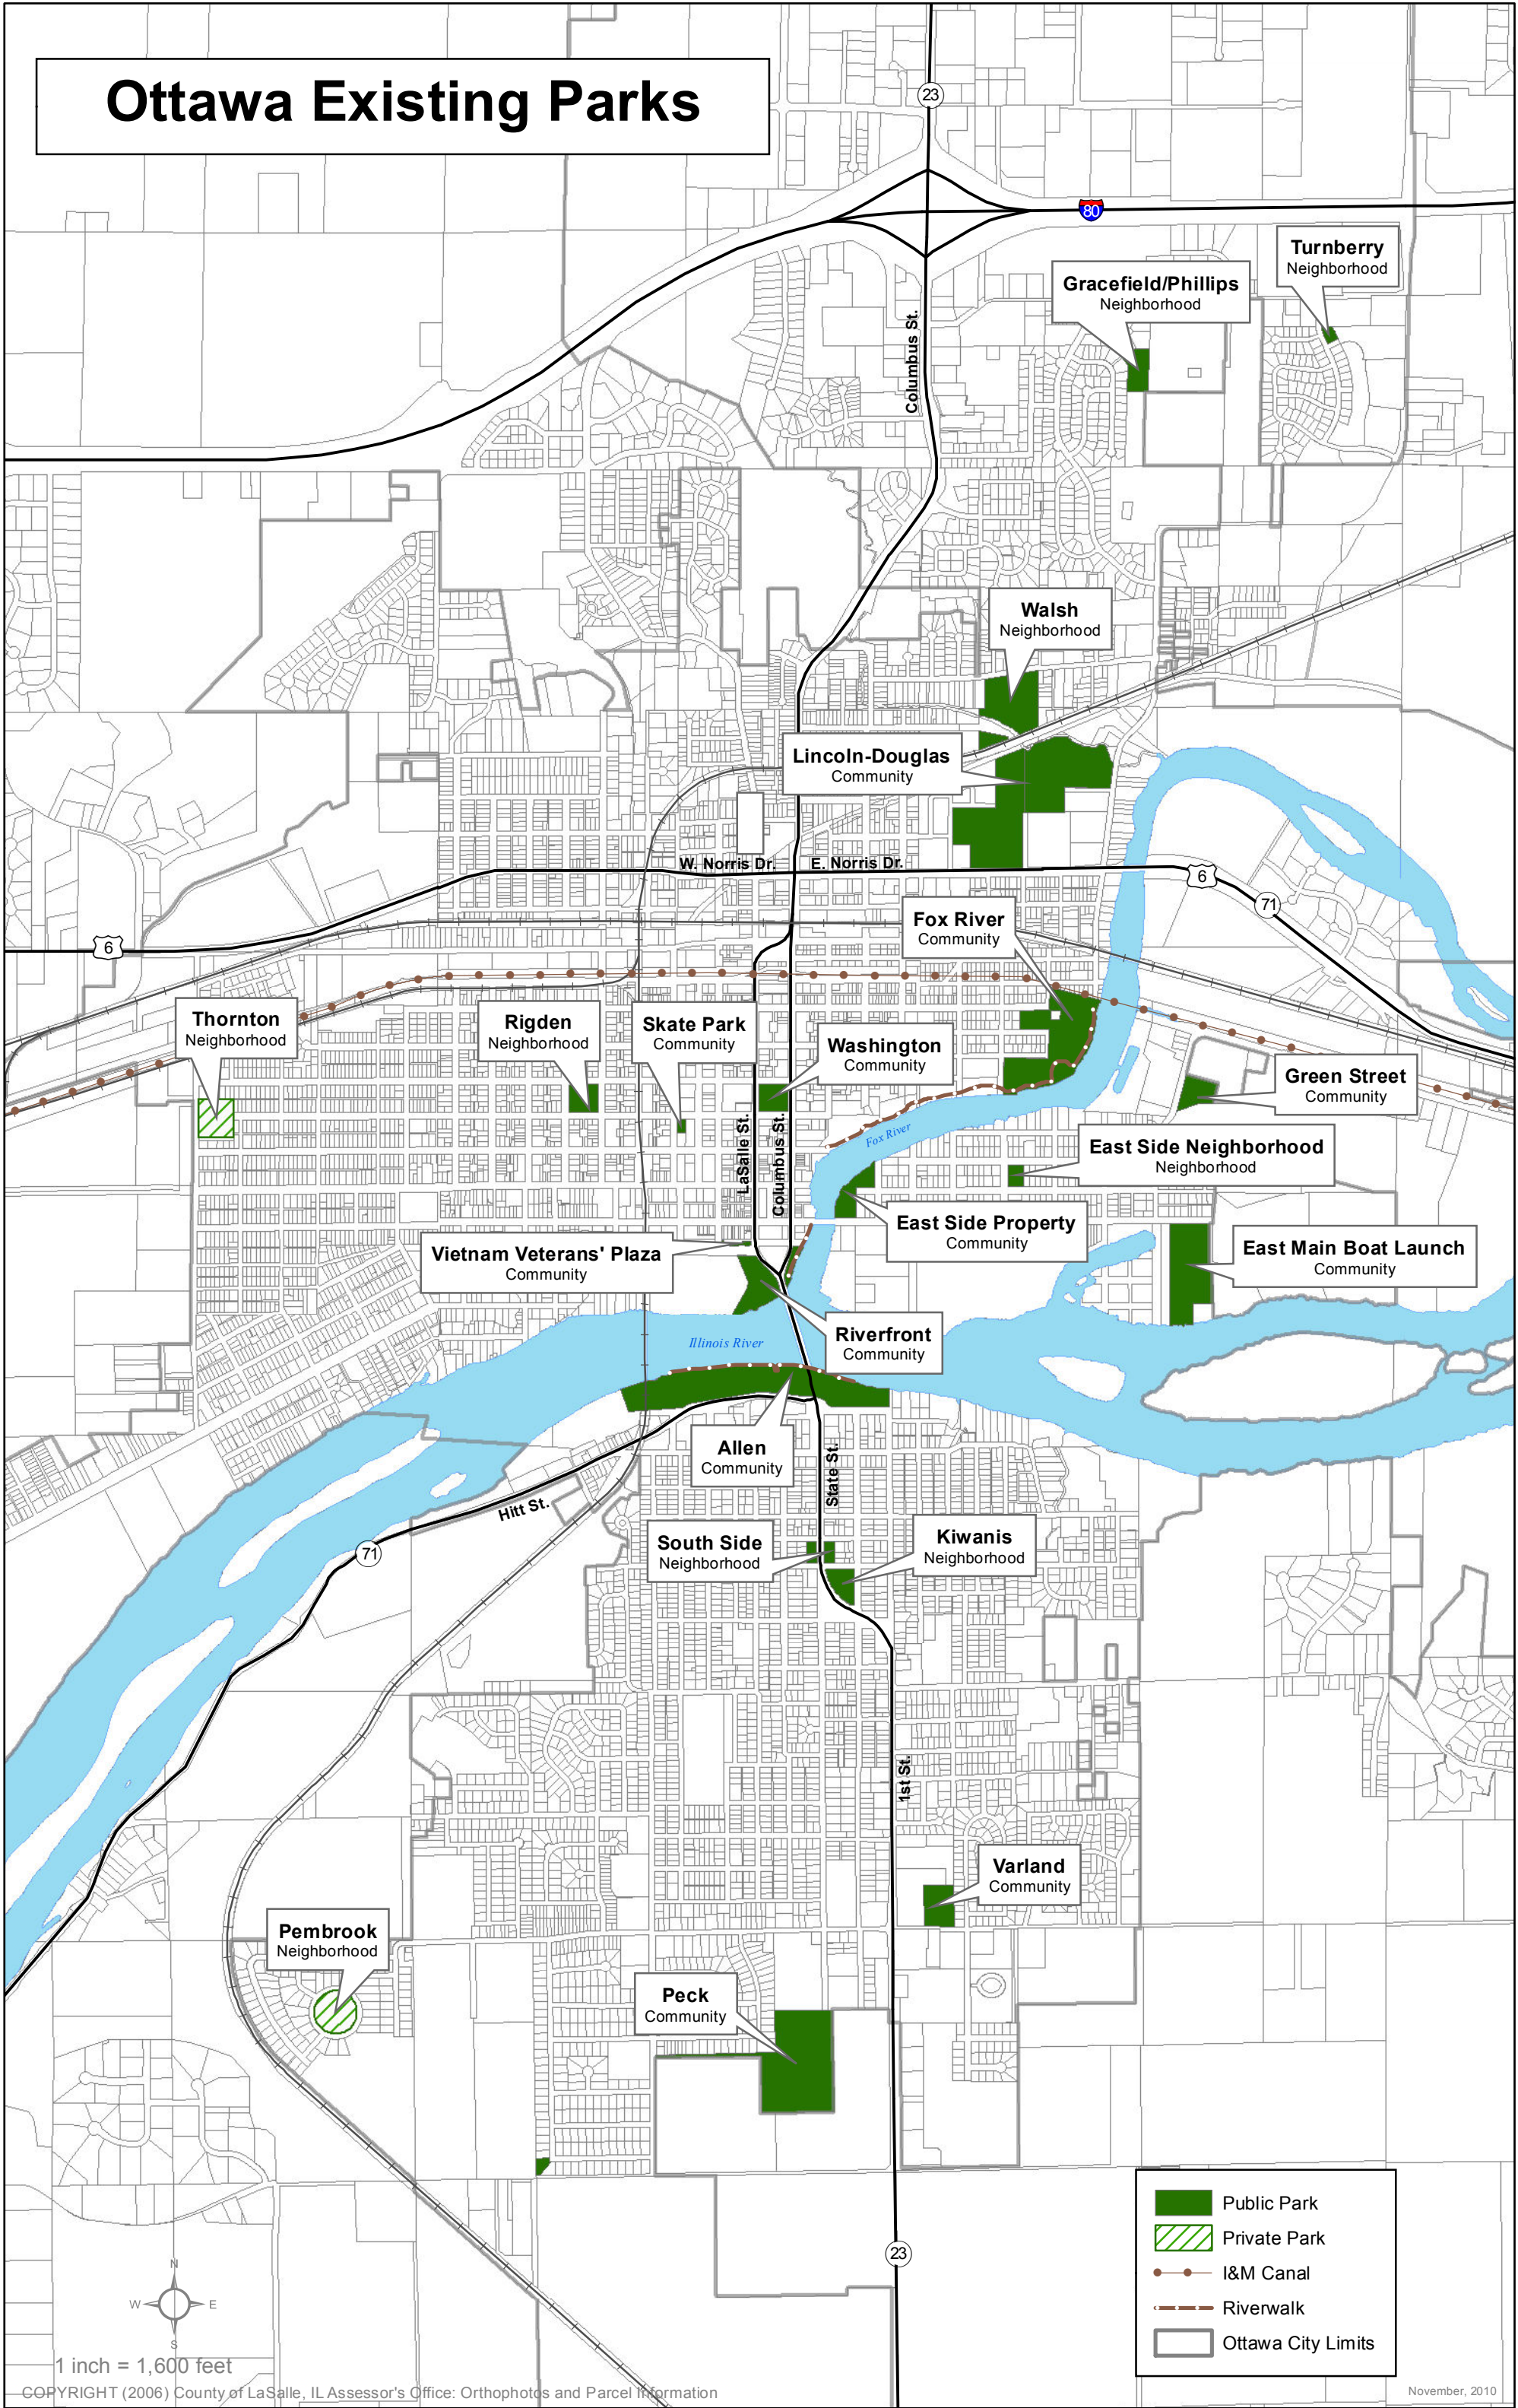 Ottawa Existing Parks
23
80
Turnberry
Neighborhood
Gracefield/Phillips
Neighborhood
Columbus St.
Walsh
Neighborhood
Lincoln-Douglas
Community
W. Norris Dr.
E. Norris Dr.
6
71
6
Fox River
Community
Thornton
Neighborhood
Rigden
Neighborhood
Skate Park
Community
Washington
Community
Green Street
Community
LaSalle St.
Columbus St.
Fox River
East Side Neighborhood
Neighborhood
East Side Property
Community
Vietnam Veterans' Plaza
Community
East Main Boat Launch
Community
Riverfront
Community
Illinois River
Allen
Community
State St.
Hitt St.
71
South Side
Neighborhood
Kiwanis
Neighborhood
1st St.
Varland
Community
Pembrook
Neighborhood
Peck
Community
23
Public Park
Private Park
I&M Canal
Riverwalk
Ottawa City Limits
N
W
E
S
1 inch = 1,600 feet
COPYRIGHT (2006) County of LaSalle, IL Assessor's Office: Orthophotos and Parcel Information
November, 2010